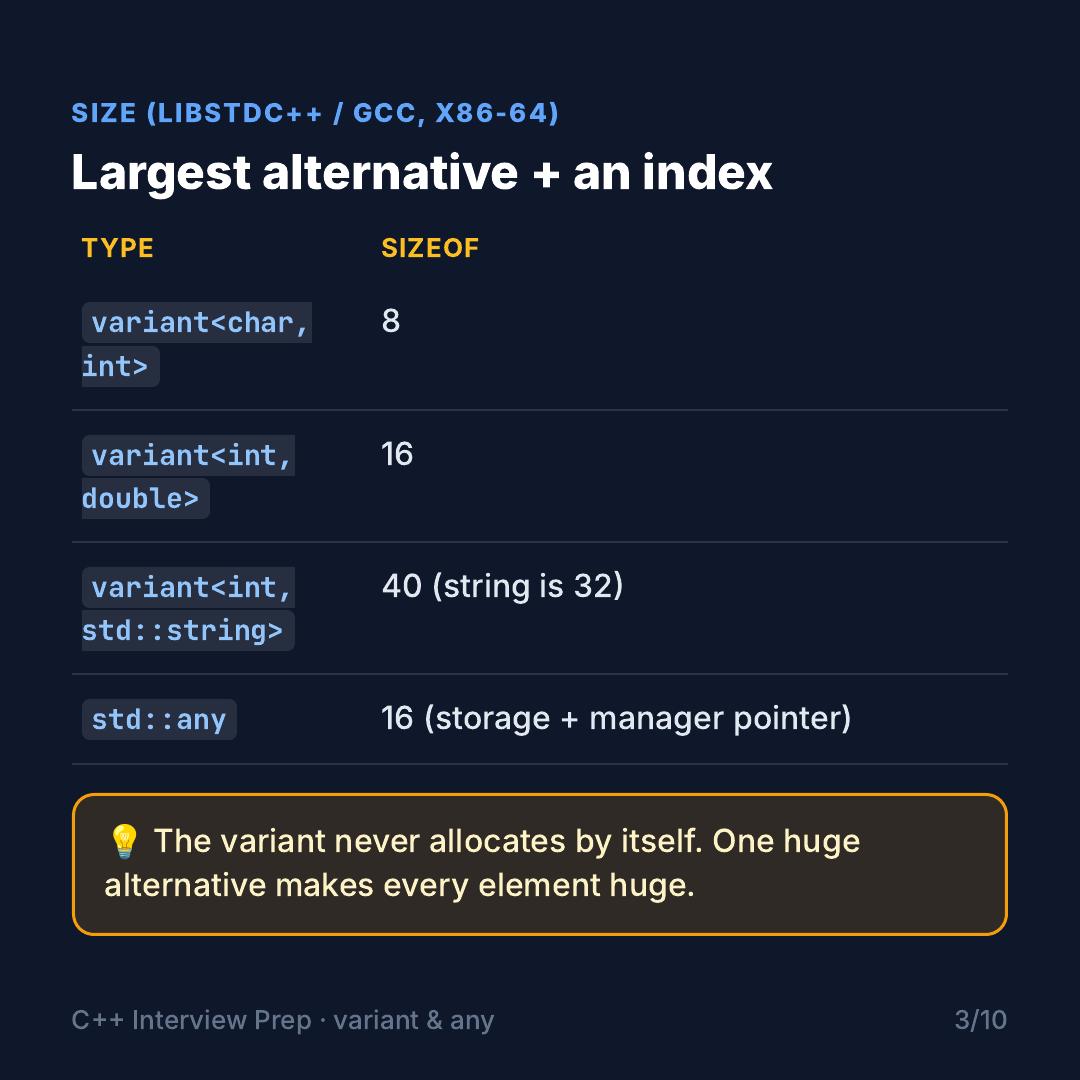 SIZE (LIBSTDC++ / GCC, X86-64)
Largest alternative + an index
TYPE SIZEOF
variant<char, 8
int>
variant<int, 16
double>
variant<int, 40 (string is 32)
std::string>
std::any 16 (storage + manager pointer)
💡 The variant never allocates by itself. One huge
alternative makes every element huge.
C++ Interview Prep · variant & any 3/10